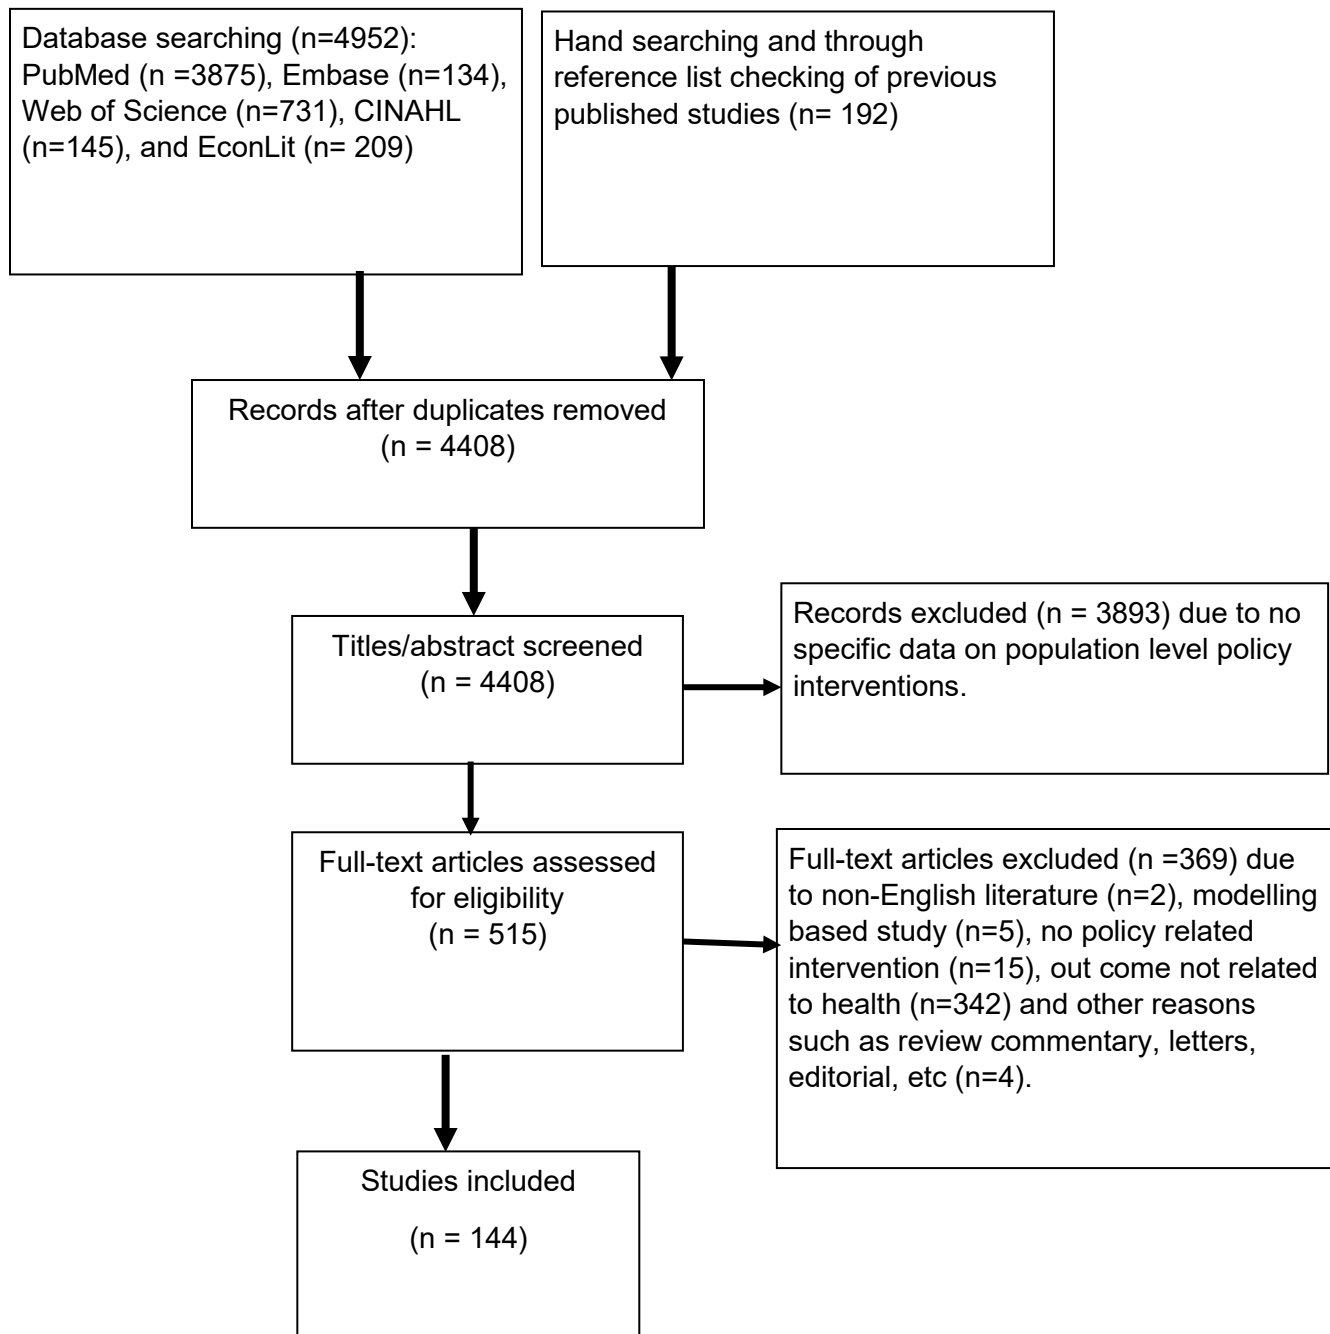 Database searching (n=4952):
PubMed (n =3875), Embase (n=134),
Web of Science (n=731), CINAHL
(n=145), and EconLit (n= 209)
Hand searching and through
reference list checking of previous
published studies (n= 192)
Records after duplicates removed
(n = 4408)
Titles/abstract screened
(n = 4408)
Records excluded (n = 3893) due to no
specific data on population level policy
interventions.
Full-text articles assessed
for eligibility
(n = 515)
Full-text articles excluded (n =369) due
to non-English literature (n=2), modelling
based study (n=5), no policy related
intervention (n=15), out come not related
to health (n=342) and other reasons
such as review commentary, letters,
editorial, etc (n=4).
Studies included
(n = 144)